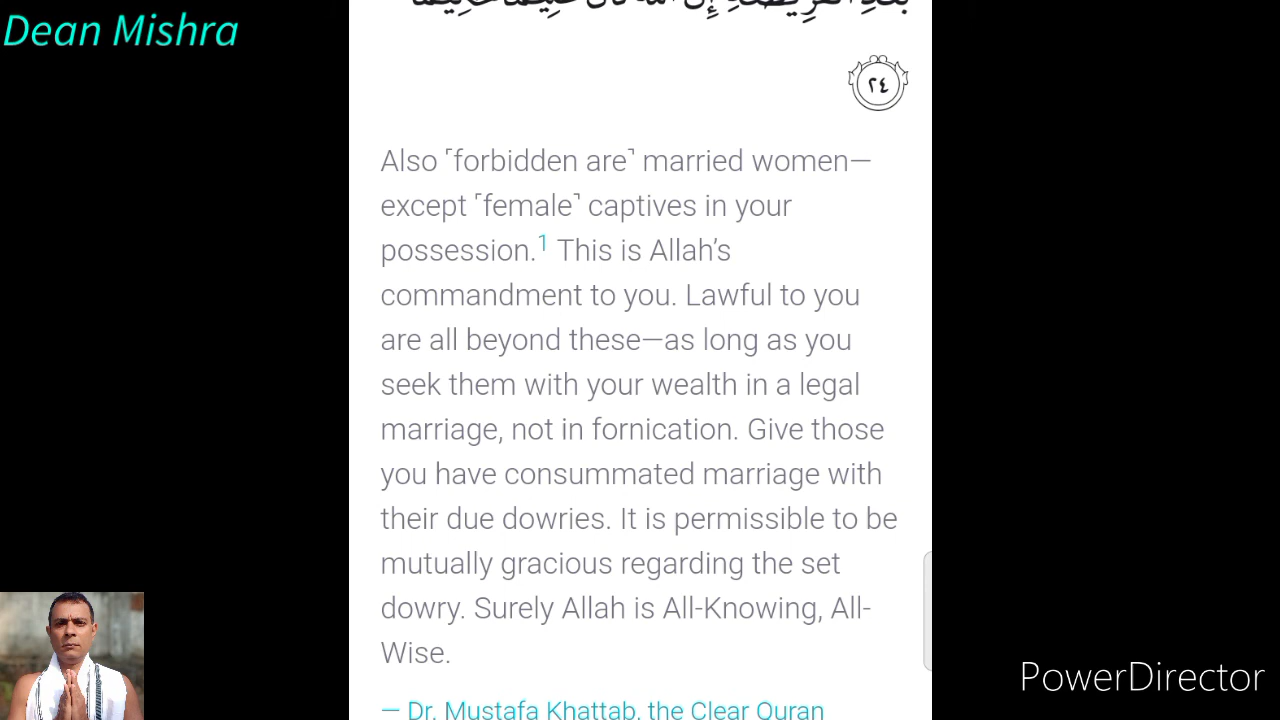 Dean Mishra
٢٤
Also ⸢forbidden are⸣ married women—
except ⸢female⸣ captives in your
possession.1 This is Allah’s
commandment to you. Lawful to you
are all beyond these—as long as you
seek them with your wealth in a legal
marriage, not in fornication. Give those
you have consummated marriage with
their due dowries. It is permissible to be
mutually gracious regarding the set
dowry. Surely Allah is All-Knowing, All-
Wise.
— Dr. Mustafa Khattab, the Clear Quran
PowerDirector